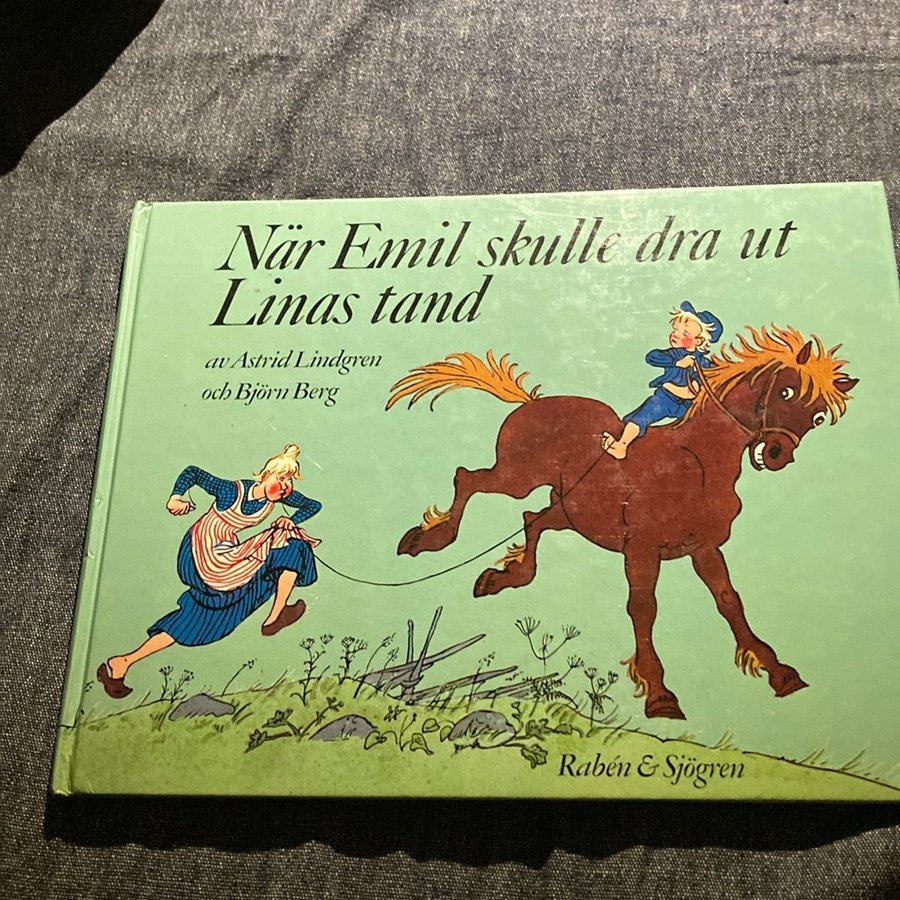 När Emil skulle dra ut
Linas tand
av Astrid Lindgren
och Björn Berg
Rabén & Sjögren